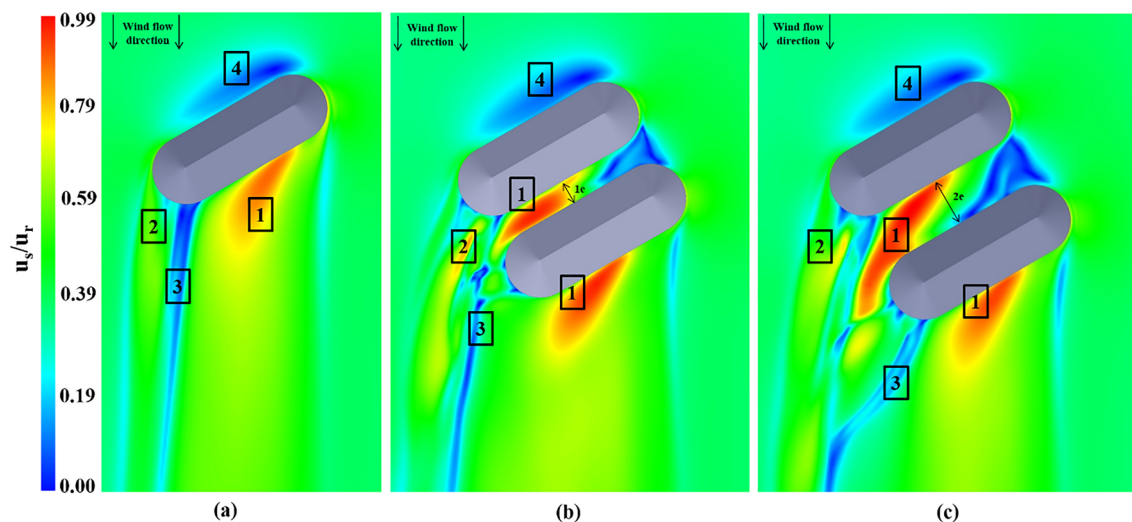 0.99
0.79
0.59
0.39
0.19
0.00
us/ur
Wind flow
direction
4
2
1
3
(a)
Wind flow
direction
4
1
1e
2
1
3
(b)
Wind flow
direction
4
2e
1
2
1
3
(c)